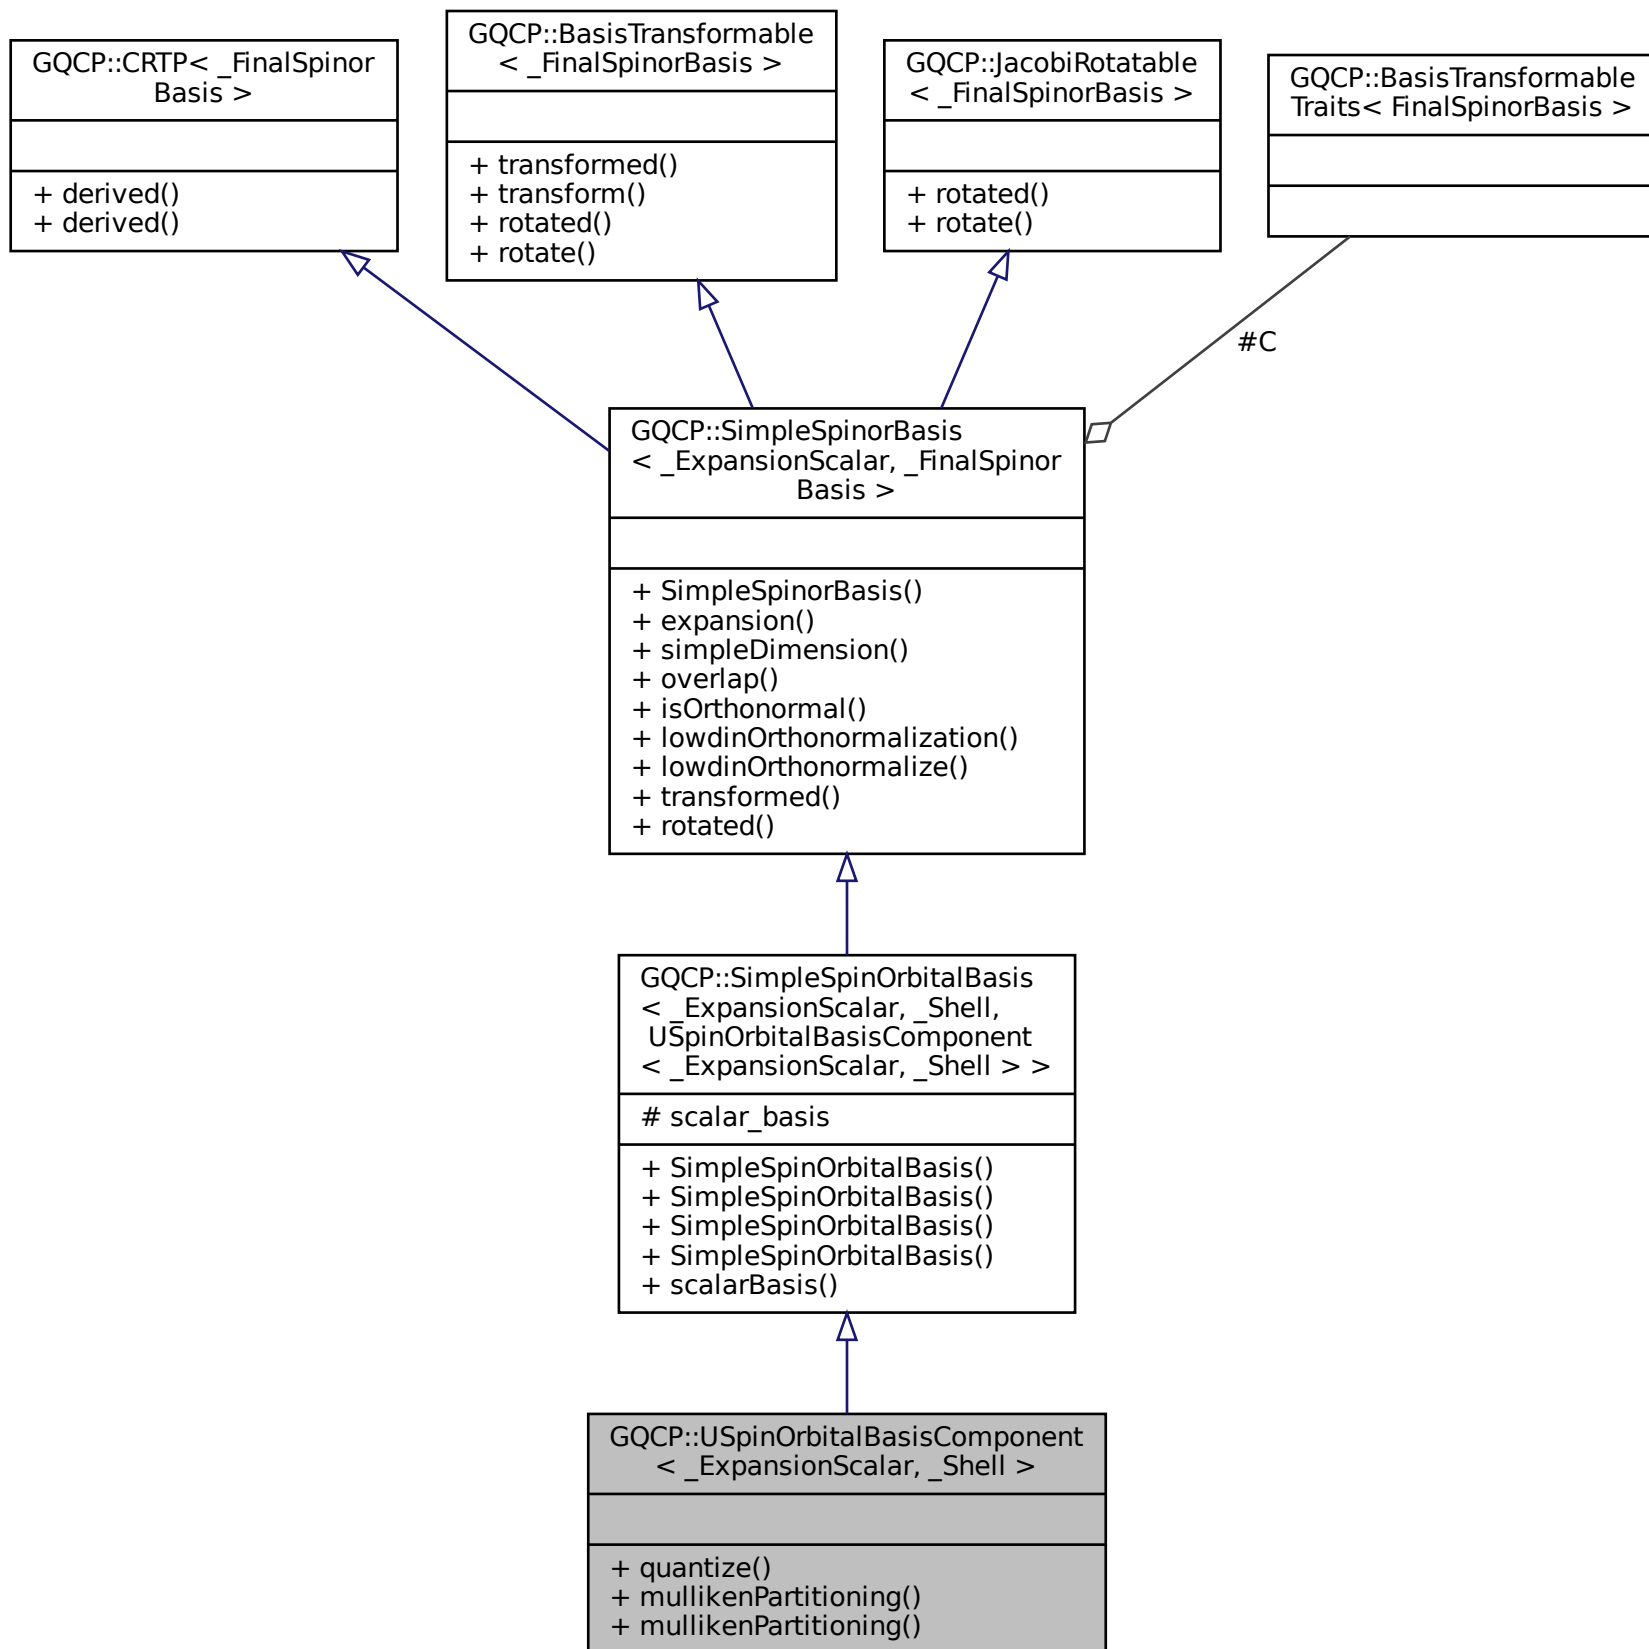 GQCP::CRTP< _FinalSpinor
Basis >
+ derived()
+ derived()
GQCP::BasisTransformable
< _FinalSpinorBasis >
+ transformed()
+ transform()
+ rotated()
+ rotate()
GQCP::JacobiRotatable
< _FinalSpinorBasis >
+ rotated()
+ rotate()
GQCP::BasisTransformable
Traits< FinalSpinorBasis >
#C
GQCP::SimpleSpinorBasis
< _ExpansionScalar, _FinalSpinor
Basis >
+ SimpleSpinorBasis()
+ expansion()
+ simpleDimension()
+ overlap()
+ isOrthonormal()
+ lowdinOrthonormalization()
+ lowdinOrthonormalize()
+ transformed()
+ rotated()
GQCP::SimpleSpinOrbitalBasis
< _ExpansionScalar, _Shell,
USpinOrbitalBasisComponent
< _ExpansionScalar, _Shell > >
# scalar_basis
+ SimpleSpinOrbitalBasis()
+ SimpleSpinOrbitalBasis()
+ SimpleSpinOrbitalBasis()
+ SimpleSpinOrbitalBasis()
+ scalarBasis()
GQCP::USpinOrbitalBasisComponent
< _ExpansionScalar, _Shell >
+ quantize()
+ mullikenPartitioning()
+ mullikenPartitioning()